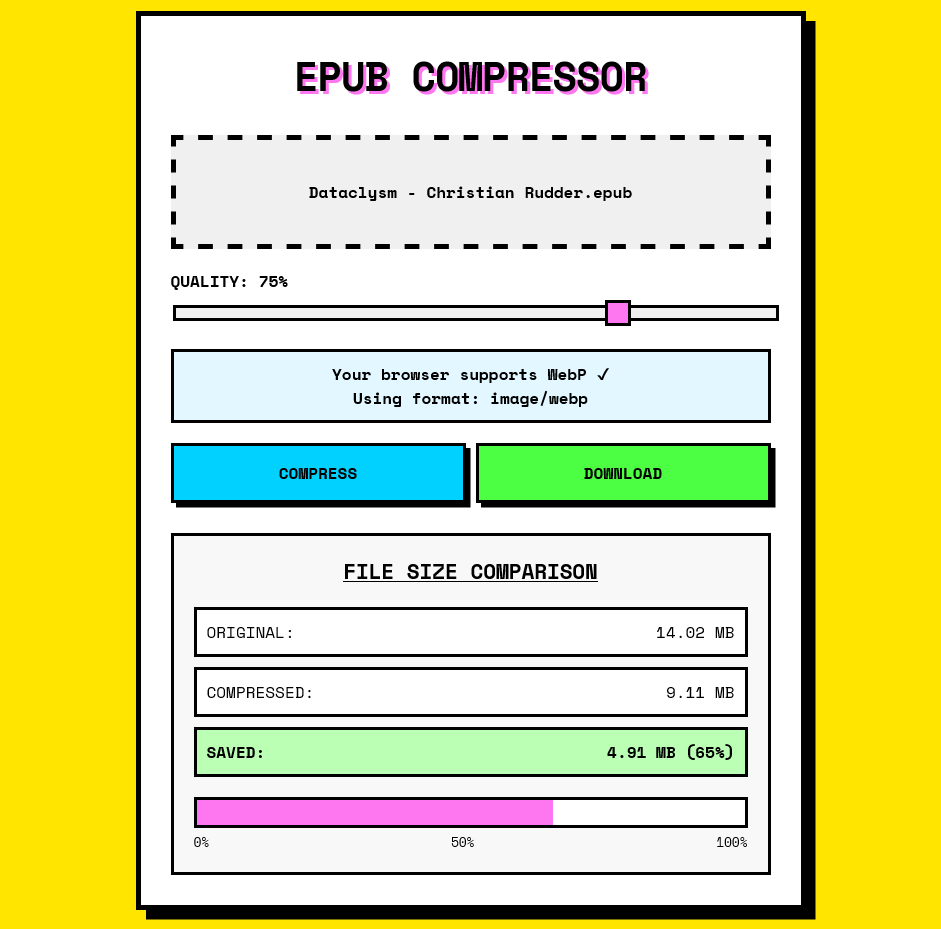 EPUB COMPRESSOR
Dataclysm - Christian Rudder.epub
QUALITY: 75%
Your browser supports WebP ✓
Using format: image/webp
COMPRESS DOWNLOAD
FILE SIZE COMPARISON
ORIGINAL: 14.02 MB
COMPRESSED: 9.11 MB
SAVED: 4.91 MB (65%)
0% 50% 100%